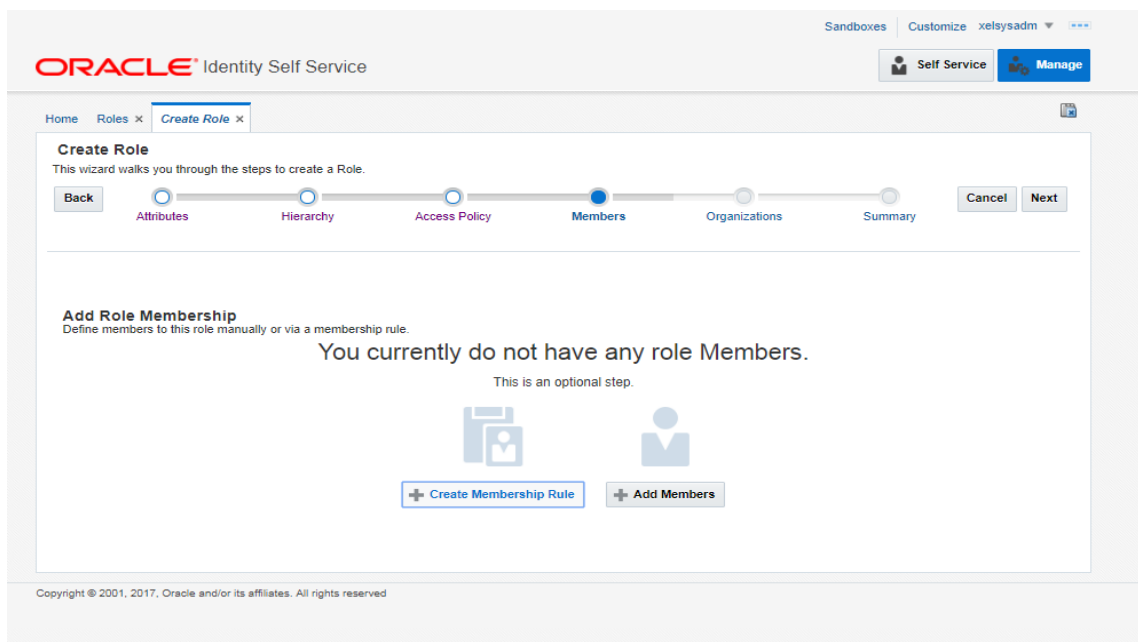 Sandboxes Customize xelsysadm
ORACLE® Identity Self Service
Self Service Manage
Home Roles × Create Role ×
Create Role
This wizard walks you through the steps to create a Role.
Back Cancel Next
Attributes Hierarchy Access Policy Members Organizations Summary
Add Role Membership
Define members to this role manually or via a membership rule.
You currently do not have any role Members.
This is an optional step.
Create Membership Rule Add Members
Copyright © 2001, 2017, Oracle and/or its affiliates. All rights reserved